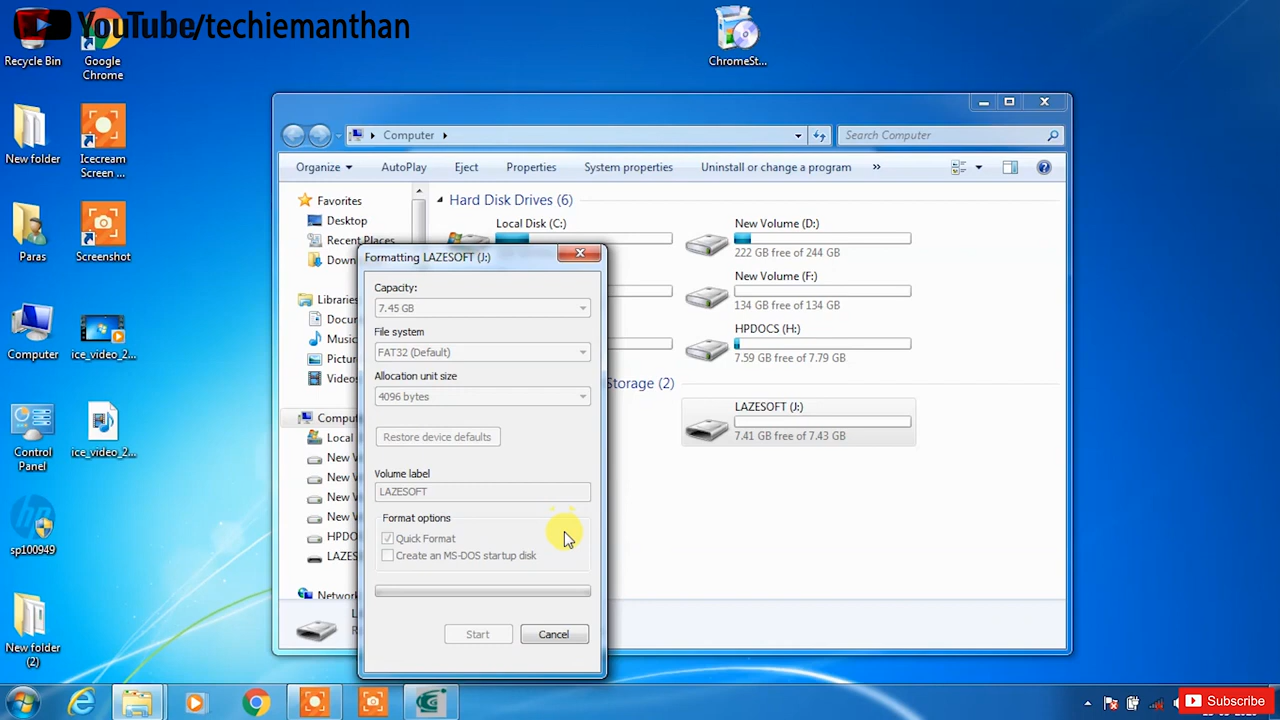 YouTube/techiemanthan
Recycle Bin
Google
Chrome
ChromeSt...
New folder
Icecream
Screen ...
Paras
Screenshot
Computer
ice_video_2...
Control
Panel
ice_video_2...
sp100949
New folder
(2)
Computer
Search Computer
Organize
AutoPlay
Eject
Properties
System properties
Uninstall or change a program
»
Favorites
Desktop
Recent Places
Down
Libraries
Docu
Music
Pictur
Videos
Comput
Local
New V
New V
New V
New V
HPDO
LAZES
Network
Hard Disk Drives (6)
Local Disk (C:)
New Volume (D:)
222 GB free of 244 GB
New Volume (F:)
134 GB free of 134 GB
HPDOCS (H:)
7.59 GB free of 7.79 GB
Storage (2)
LAZESOFT (J:)
7.41 GB free of 7.43 GB
Formatting LAZESOFT (J:)
Capacity:
7.45 GB
File system
FAT32 (Default)
Allocation unit size
4096 bytes
Restore device defaults
Volume label
LAZESOFT
Format options
Quick Format
Create an MS-DOS startup disk
Start
Cancel
Subscribe